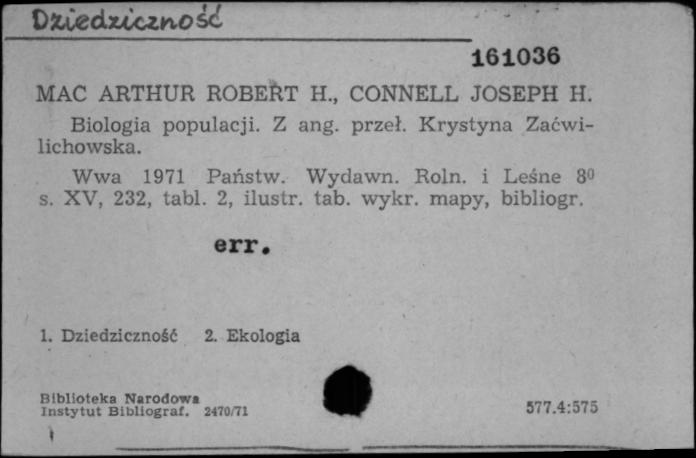 Dziedziczność
161036
MAC ARTHUR ROBERT H., CONNELL JOSEPH H.
Biologia populacji. Z ang. przeł. Krystyna Zaćwi-
lichowska.
Wwa 1971 Państw. Wydawn. Roln. i Leśne 8⁰
s. XV, 232, tabl. 2, ilustr. tab. wykr. mapy, bibliogr.
err.
1. Dziedziczność 2. Ekologia
Biblioteka Narodowa
Instytut Bibliograf. 2470/71
577.4:575